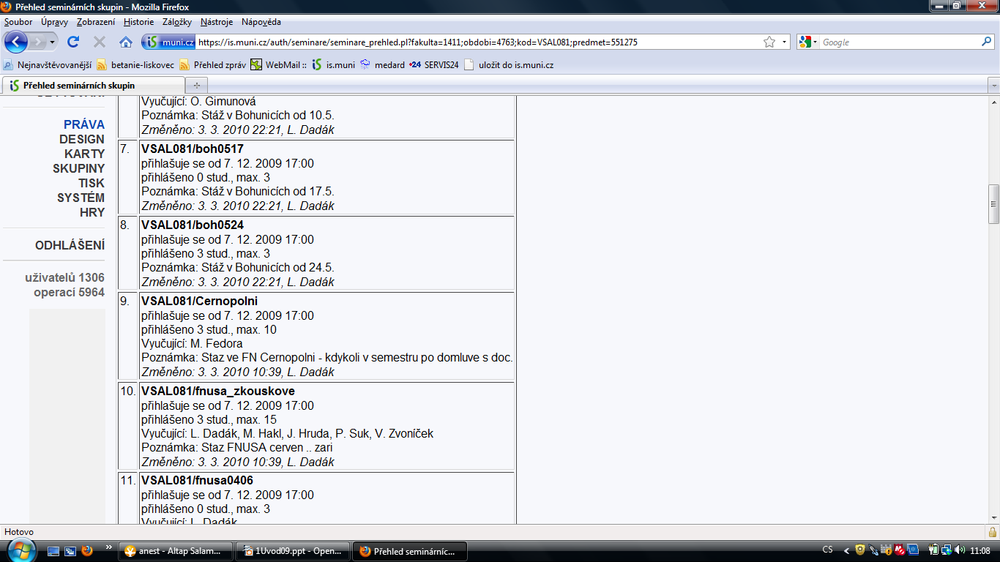 Přehled seminárních skupin - Mozilla Firefox
Soubor Úpravy Zobrazení Historie Záložky Nástroje Nápověda
muni.cz https://is.muni.cz/auth/seminare/seminare_prehled.pl?fakulta=1411;obdobi=4763;kod=VSAL081;predmet=551275
Google
Nejnavštěvovanější betanie-liskovec Přehled zpráv WebMail :: is.muni medard SERVIS24 uložit do is.muni.cz
Přehled seminárních skupin
PRÁVA
DESIGN
KARTY
SKUPINY
TISK
SYSTÉM
HRY
ODHLÁŠENÍ
uživatelů 1306
operací 5964
Vyučující: O. Gimunová
Poznámka: Stáž v Bohunicích od 10.5.
Změněno: 3. 3. 2010 22:21, L. Dadák
7. VSAL081/boh0517
přihlašuje se od 7. 12. 2009 17:00
přihlášeno 0 stud., max. 3
Poznámka: Stáž v Bohunicích od 17.5.
Změněno: 3. 3. 2010 22:21, L. Dadák
8. VSAL081/boh0524
přihlašuje se od 7. 12. 2009 17:00
přihlášeno 3 stud., max. 3
Poznámka: Stáž v Bohunicích od 24.5.
Změněno: 3. 3. 2010 22:21, L. Dadák
9. VSAL081/Cernopolni
přihlašuje se od 7. 12. 2009 17:00
přihlášeno 3 stud., max. 10
Vyučující: M. Fedora
Poznámka: Staz ve FN Cernopolni - kdykoli v semestru po domluve s doc.
Změněno: 3. 3. 2010 10:39, L. Dadák
10. VSAL081/fnusa_zkouskove
přihlašuje se od 7. 12. 2009 17:00
přihlášeno 3 stud., max. 15
Vyučující: L. Dadák, M. Hakl, J. Hruda, P. Suk, V. Zvoníček
Poznámka: Staz FNUSA cerven .. zari
Změněno: 3. 3. 2010 10:39, L. Dadák
11. VSAL081/fnusa0406
přihlašuje se od 7. 12. 2009 17:00
přihlášeno 0 stud., max. 3
Vyučující: L. Dadák
Hotovo
anest - Altap Salam... 1Uvod09.ppt - Open... Přehled seminárníc... CS 11:08